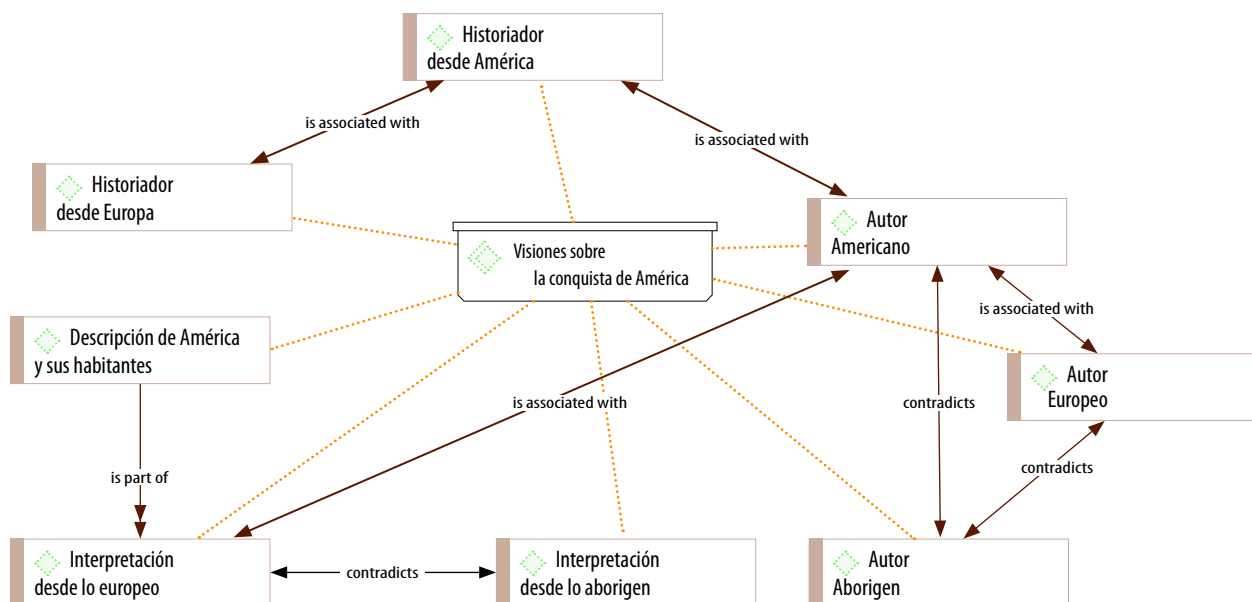 Historiador
desde América
is associated with
is associated with
Historiador
desde Europa
Autor
Americano
Visiones sobre
la conquista de América
is associated with
Descripción de América
y sus habitantes
Autor
Europeo
is associated with
contradicts
contradicts
is part of
Interpretación
desde lo europeo
contradicts
Interpretación
desde lo aborigen
Autor
Aborigen